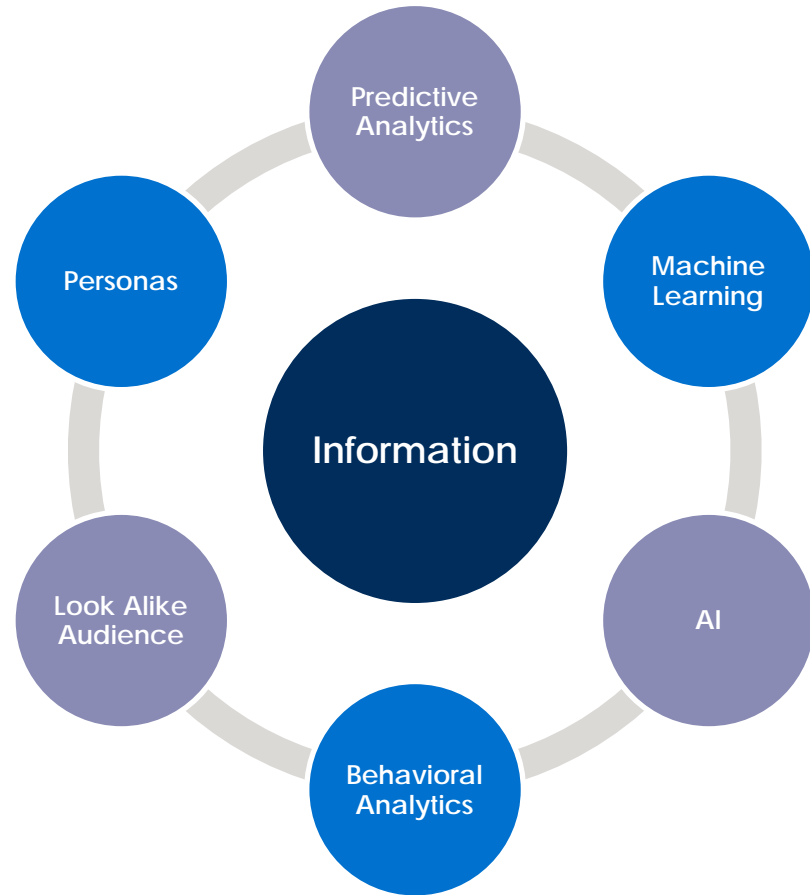 Predictive
Analytics
Machine
Learning
Personas
Information
Look Alike
Audience
AI
Behavioral
Analytics